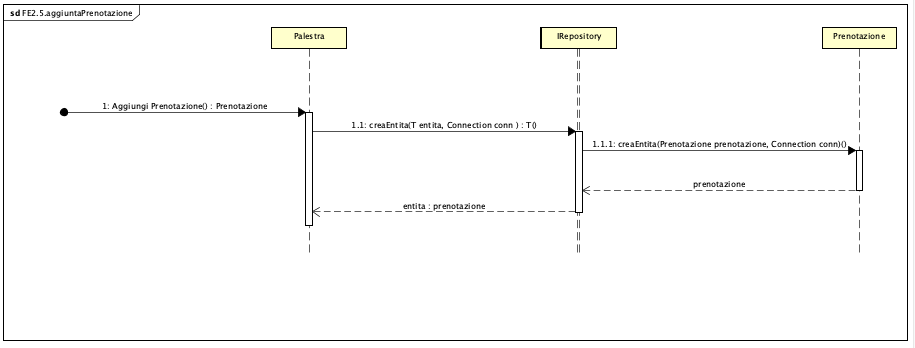 sd FE2.5.aggiuntaPrenotazione
Palestra
IRepository
Prenotazione
1: Aggiungi Prenotazione() : Prenotazione
1.1: creaEntita(T entita, Connection conn ) : T()
1.1.1: creaEntita(Prenotazione prenotazione, Connection conn)()
prenotazione
entita : prenotazione